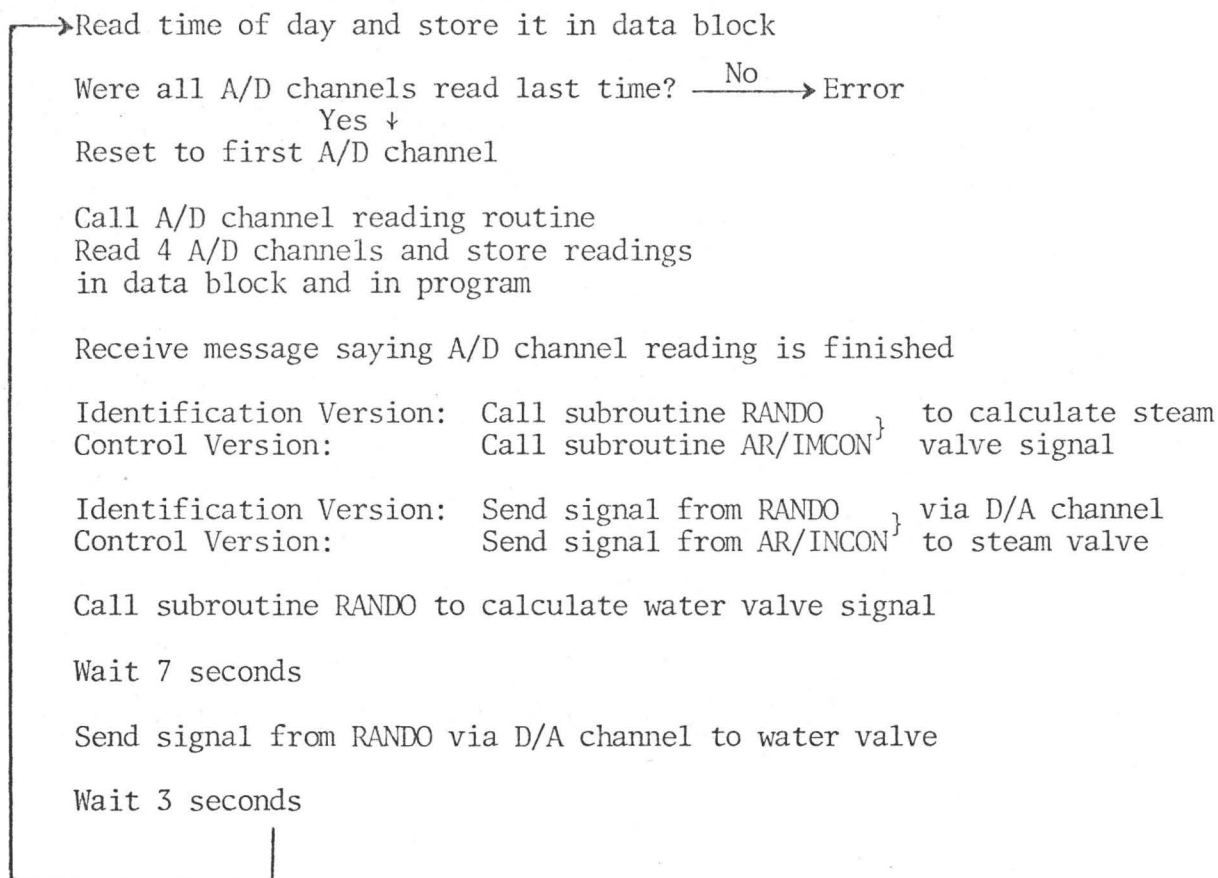 Read time of day and store it in data block
Were all A/D channels read last time? No Error
Yes
Reset to first A/D channel
Call A/D channel reading routine
Read 4 A/D channels and store readings
in data block and in program
Receive message saying A/D channel reading is finished
Identification Version: Call subroutine RANDO } to calculate steam
Control Version: Call subroutine AR/IMCON valve signal
Identification Version: Send signal from RANDO } via D/A channel
Control Version: Send signal from AR/INCON to steam valve
Call subroutine RANDO to calculate water valve signal
Wait 7 seconds
Send signal from RANDO via D/A channel to water valve
Wait 3 seconds